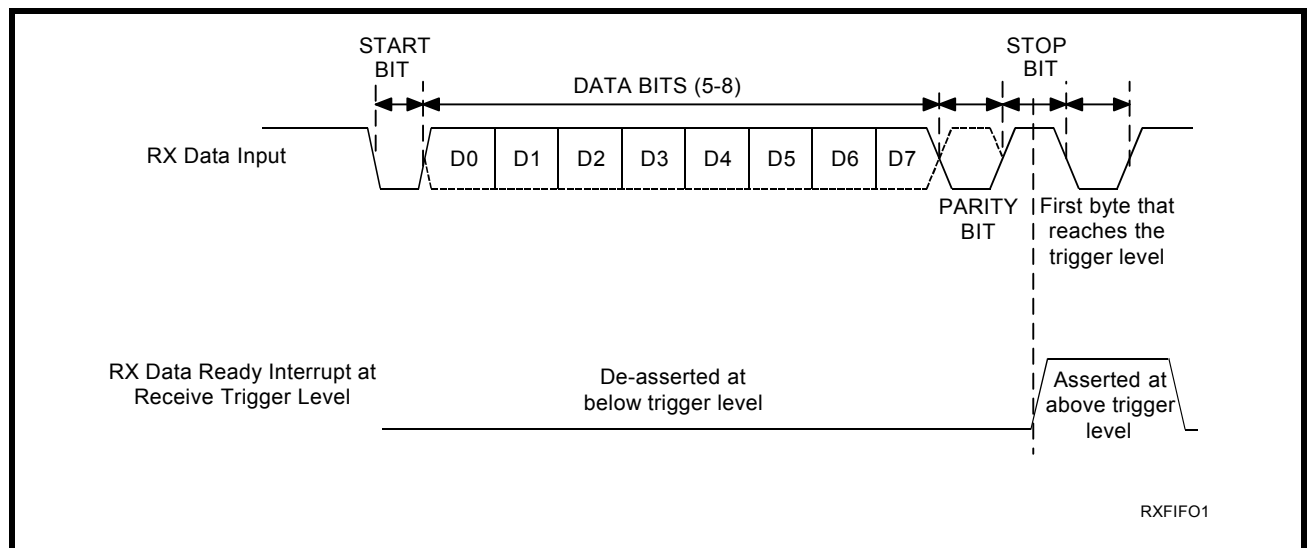 START
BIT
STOP
BIT
DATA BITS (5-8)
RX Data Input
D0 D1 D2 D3 D4 D5 D6 D7
PARITY
BIT
First byte that
reaches the
trigger level
RX Data Ready Interrupt at
Receive Trigger Level
De-asserted at
below trigger level
Asserted at
above trigger
level
RXFIFO1